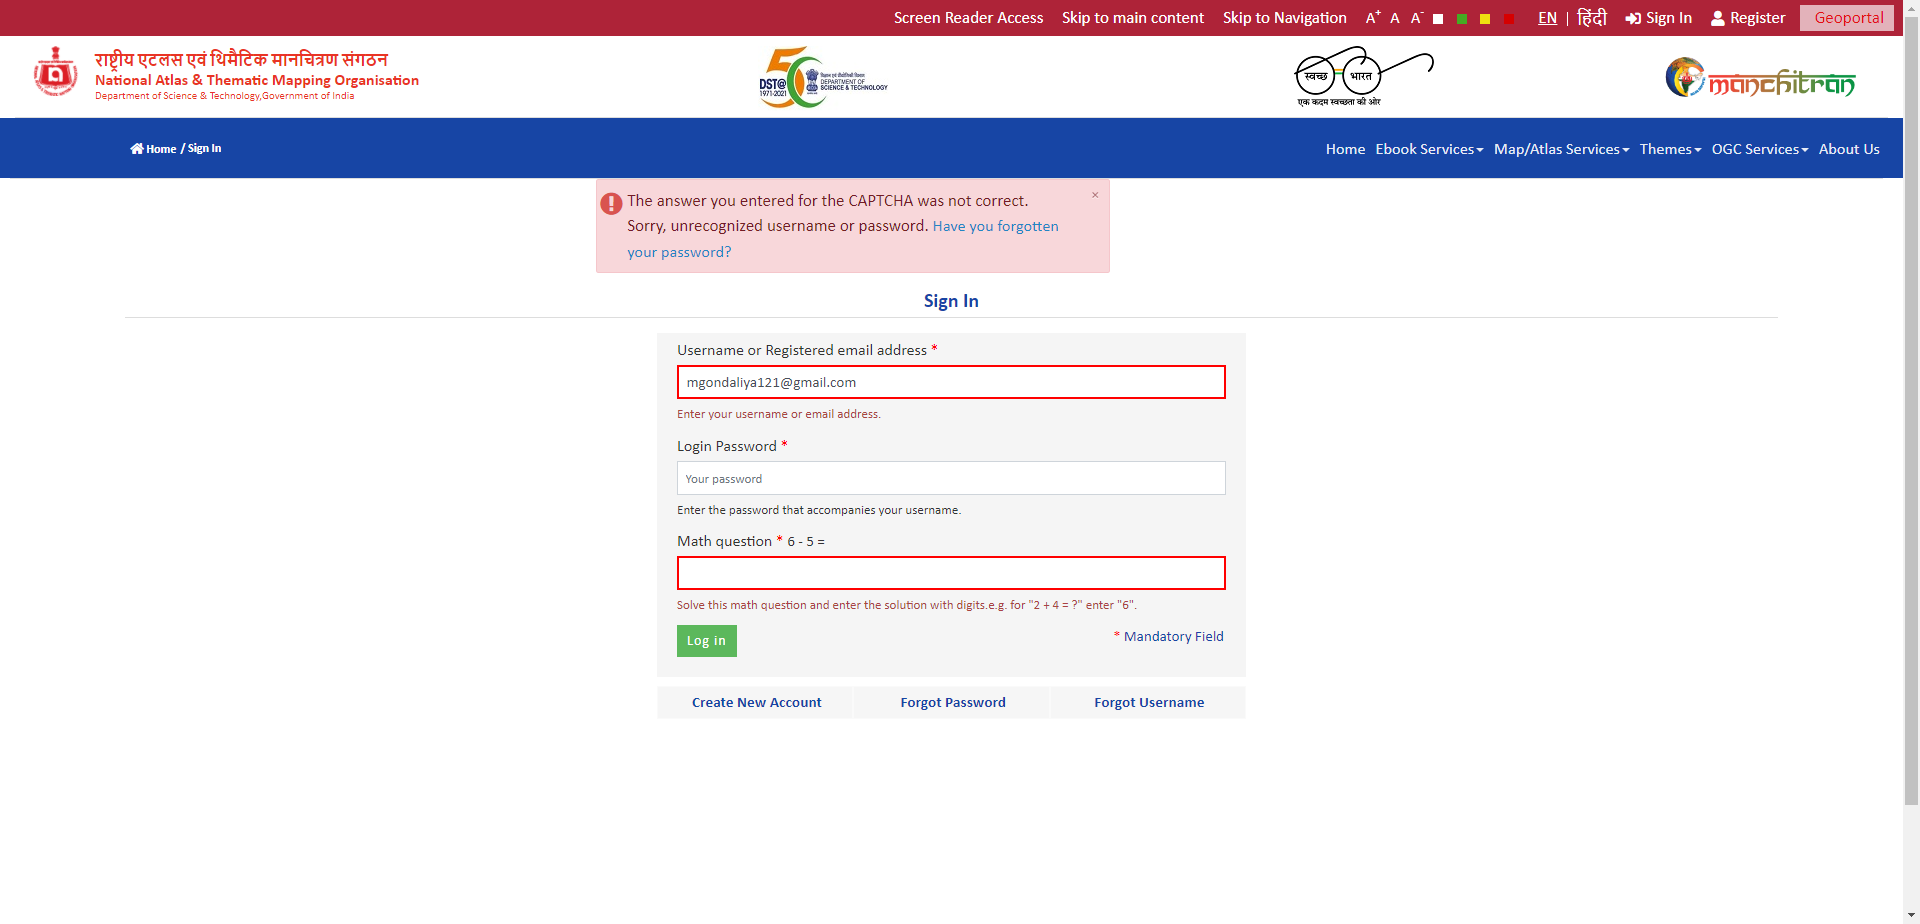 Screen Reader Access Skip to main content Skip to Navigation A+ A A- EN | हिंदी Sign In Register Geoportal
राष्ट्रीय एटलस एवं थिमैटिक मानचित्रण संगठन
National Atlas & Thematic Mapping Organisation
Department of Science & Technology,Government of India
50
DST@
1971-2021
विज्ञान एवं प्रौद्योगिकी विभाग
DEPARTMENT OF
SCIENCE & TECHNOLOGY
स्वच्छ भारत
एक कदम स्वच्छता की ओर
manchitran
Home / Sign In
Home Ebook Services Map/Atlas Services Themes OGC Services About Us
The answer you entered for the CAPTCHA was not correct. ×
Sorry, unrecognized username or password. Have you forgotten
your password?
Sign In
Username or Registered email address *
mgondaliya121@gmail.com
Enter your username or email address.
Login Password *
Your password
Enter the password that accompanies your username.
Math question * 6 - 5 =
Solve this math question and enter the solution with digits.e.g. for "2 + 4 = ?" enter "6".
Log in
* Mandatory Field
Create New Account Forgot Password Forgot Username